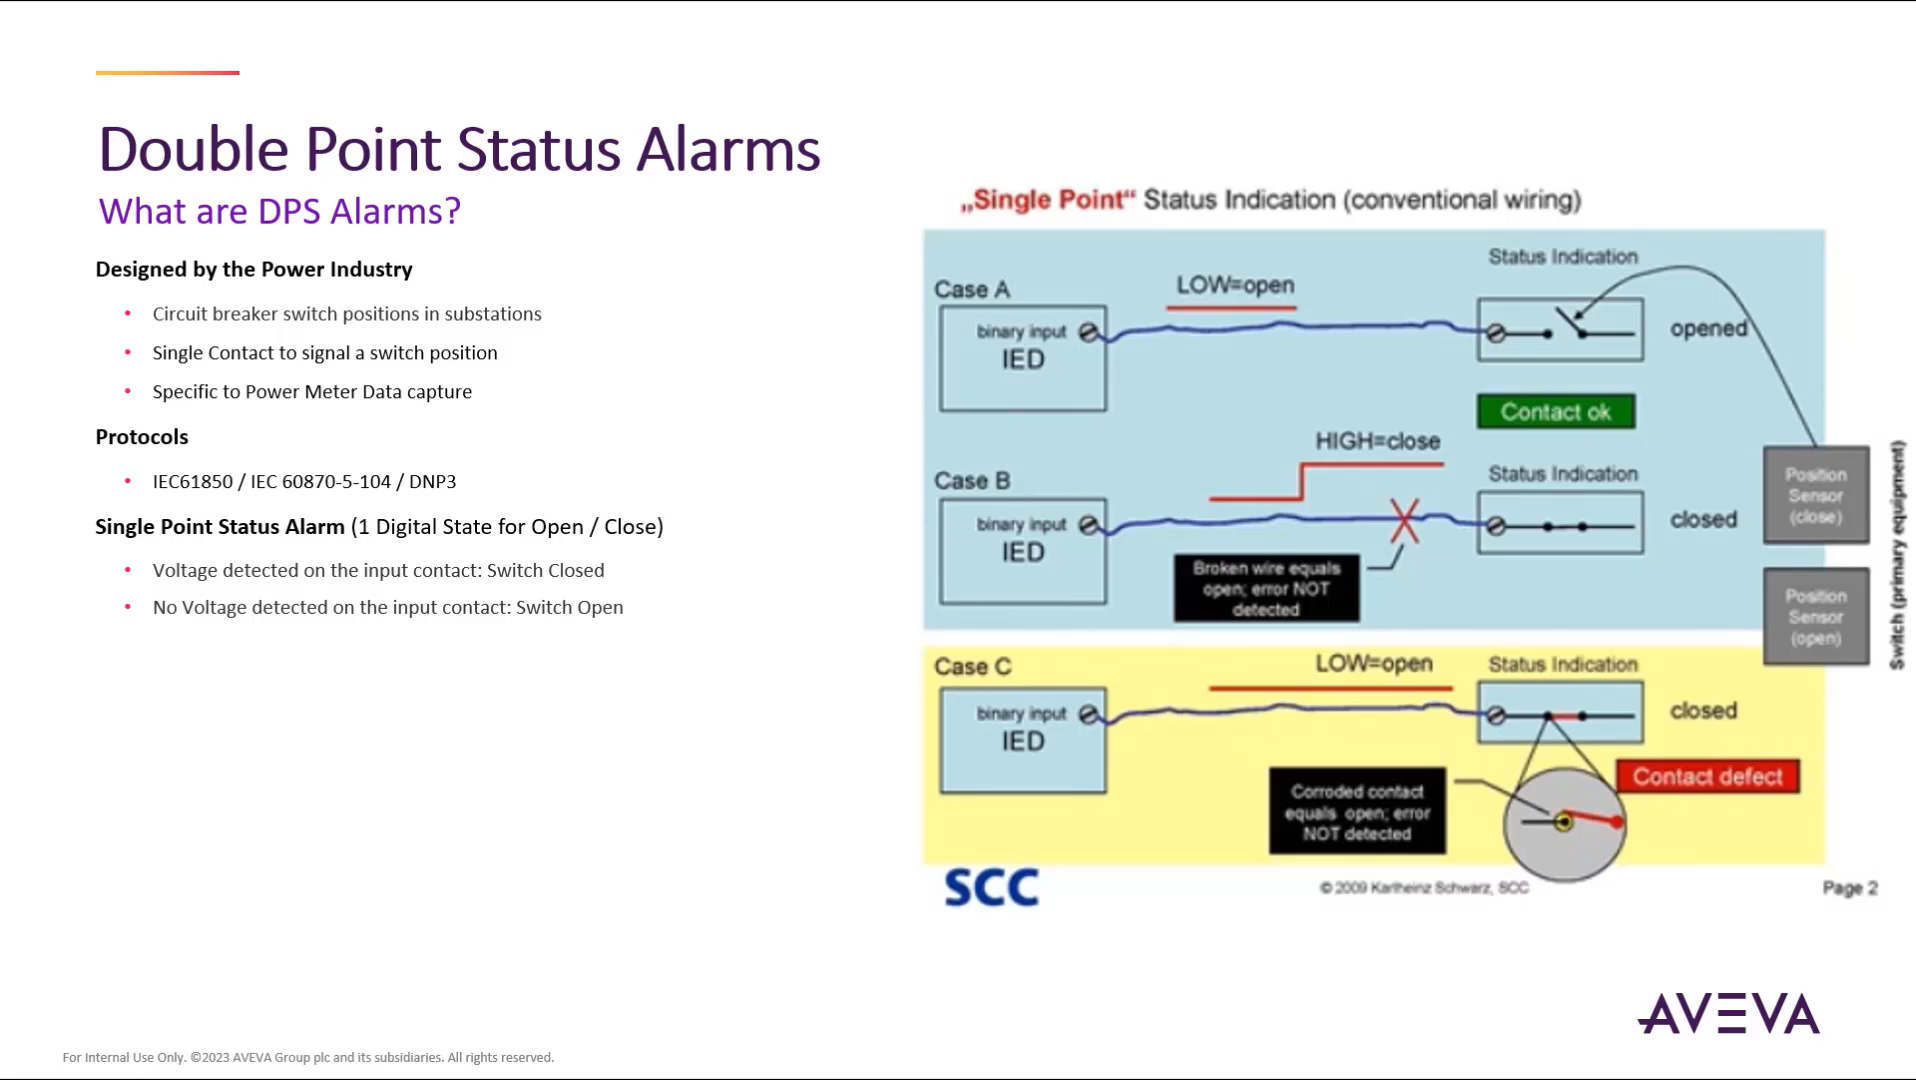 Double Point Status Alarms
What are DPS Alarms?
Designed by the Power Industry
• Circuit breaker switch positions in substations
• Single Contact to signal a switch position
• Specific to Power Meter Data capture
Protocols
• IEC61850 / IEC 60870-5-104 / DNP3
Single Point Status Alarm (1 Digital State for Open / Close)
• Voltage detected on the input contact: Switch Closed
• No Voltage detected on the input contact: Switch Open
„Single Point“ Status Indication (conventional wiring)
Case A
LOW=open
Status Indication
binary input
IED
opened
Contact ok
Case B
HIGH=close
Status Indication
binary input
IED
closed
Broken wire equals
open; error NOT
detected
Position
Sensor
(close)
Position
Sensor
(open)
Switch (primary equipment)
Case C
LOW=open
Status Indication
binary input
IED
closed
Contact defect
Corroded contact
equals open; error
NOT detected
SCC
© 2009 Karlheinz Schwarz, SCC
Page 2
AVEVA
For Internal Use Only. ©2023 AVEVA Group plc and its subsidiaries. All rights reserved.